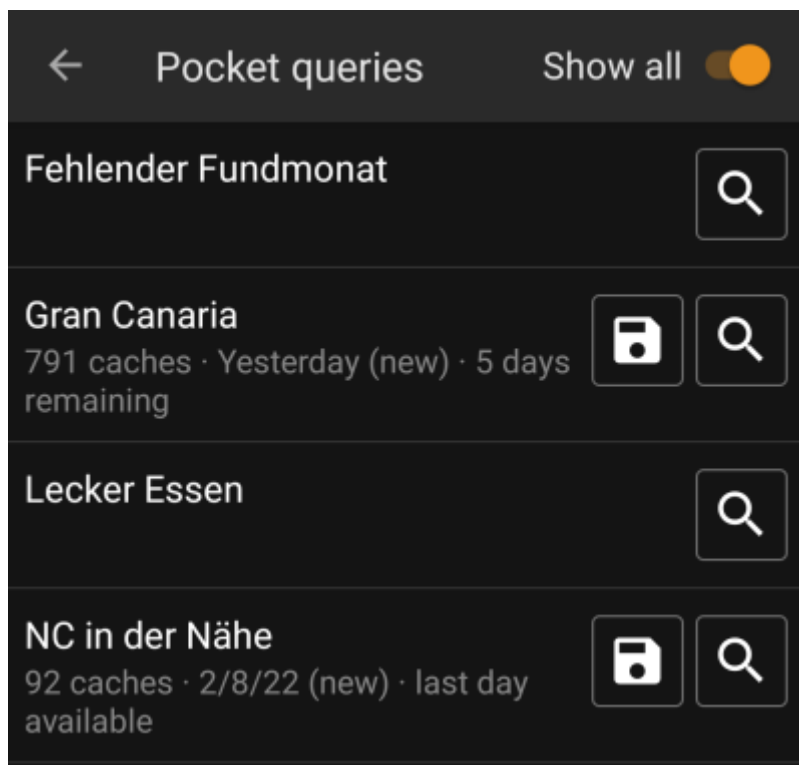 Pocket queries Show all
Fehlender Fundmonat
Gran Canaria
791 caches · Yesterday (new) · 5 days
remaining
Lecker Essen
NC in der Nähe
92 caches · 2/8/22 (new) · last day
available